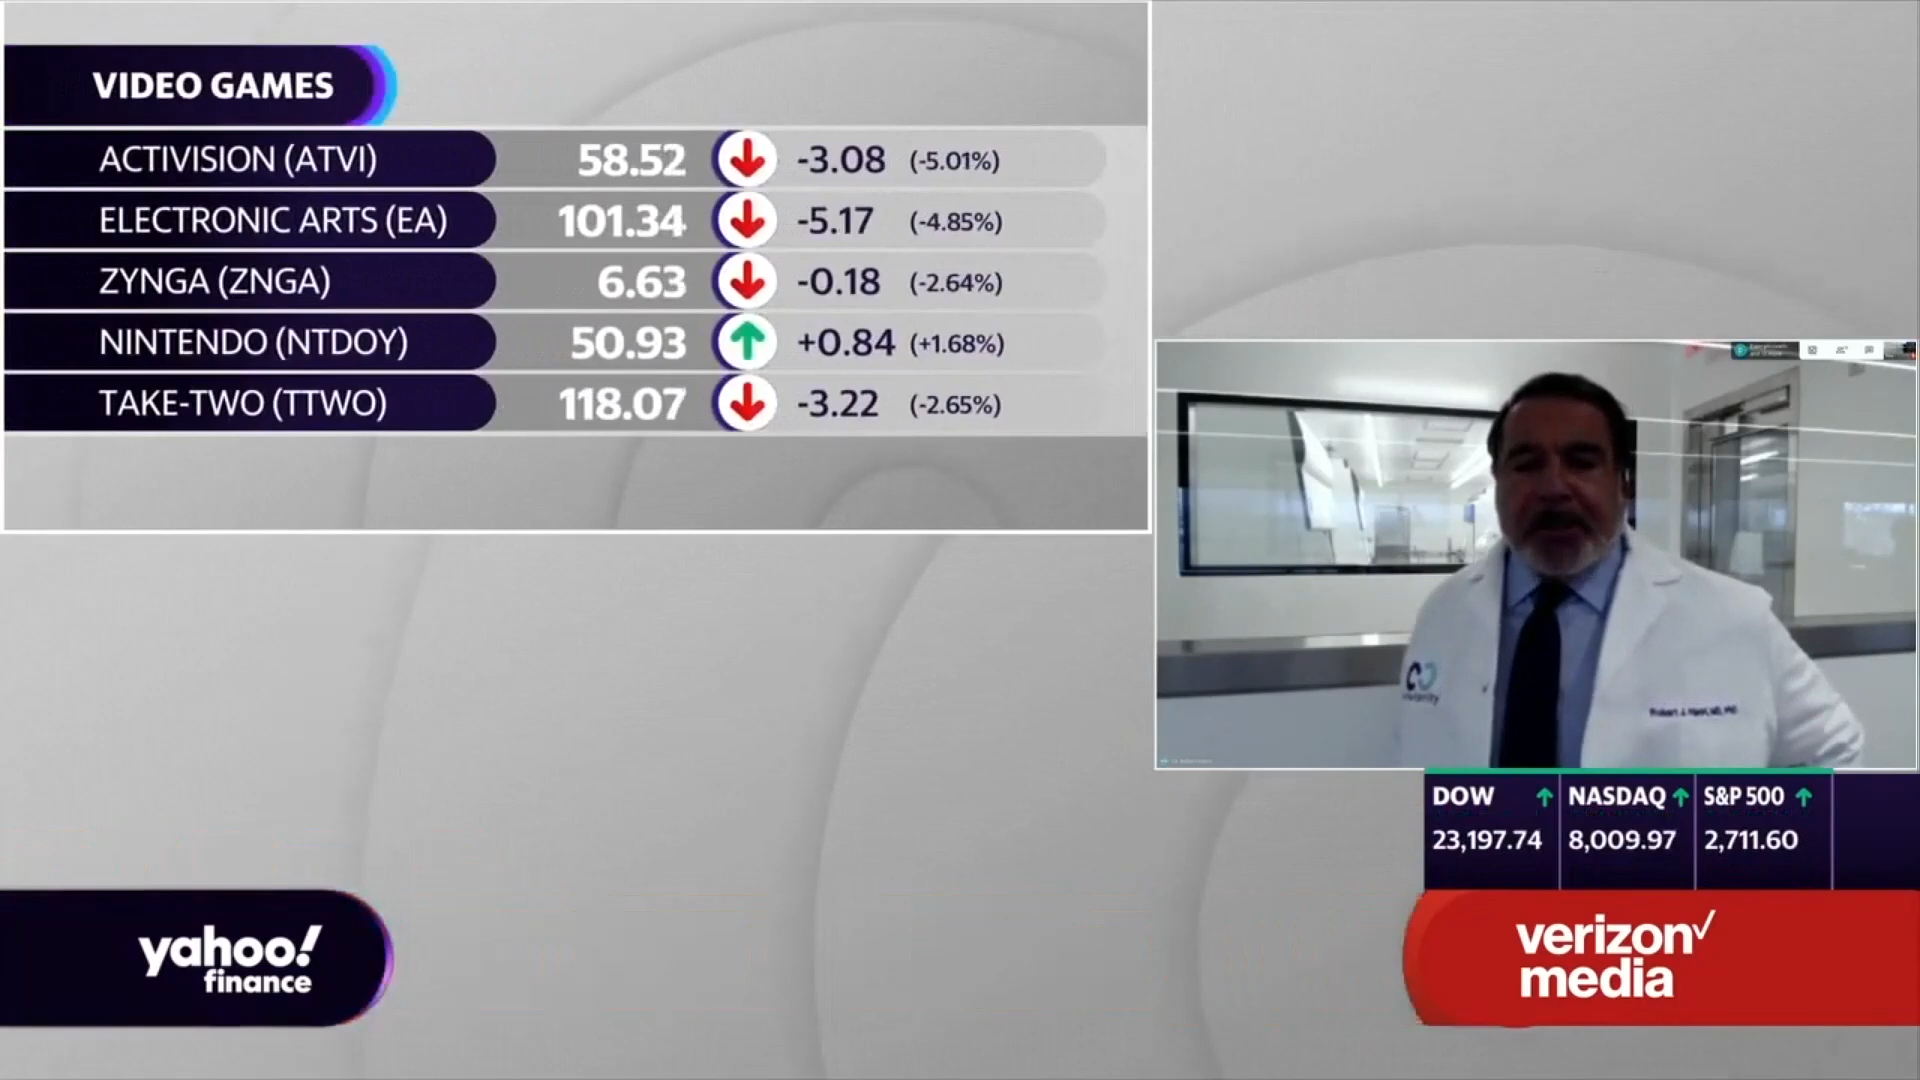 VIDEO GAMES
ACTIVISION (ATVI) 58.52 -3.08 (-5.01%)
ELECTRONIC ARTS (EA) 101.34 -5.17 (-4.85%)
ZYNGA (ZNGA) 6.63 -0.18 (-2.64%)
NINTENDO (NTDOY) 50.93 +0.84 (+1.68%)
TAKE-TWO (TTWO) 118.07 -3.22 (-2.65%)
Robert J.
DOW NASDAQ S&P 500
23,197.74 8,009.97 2,711.60
yahoo!
finance
verizon
media